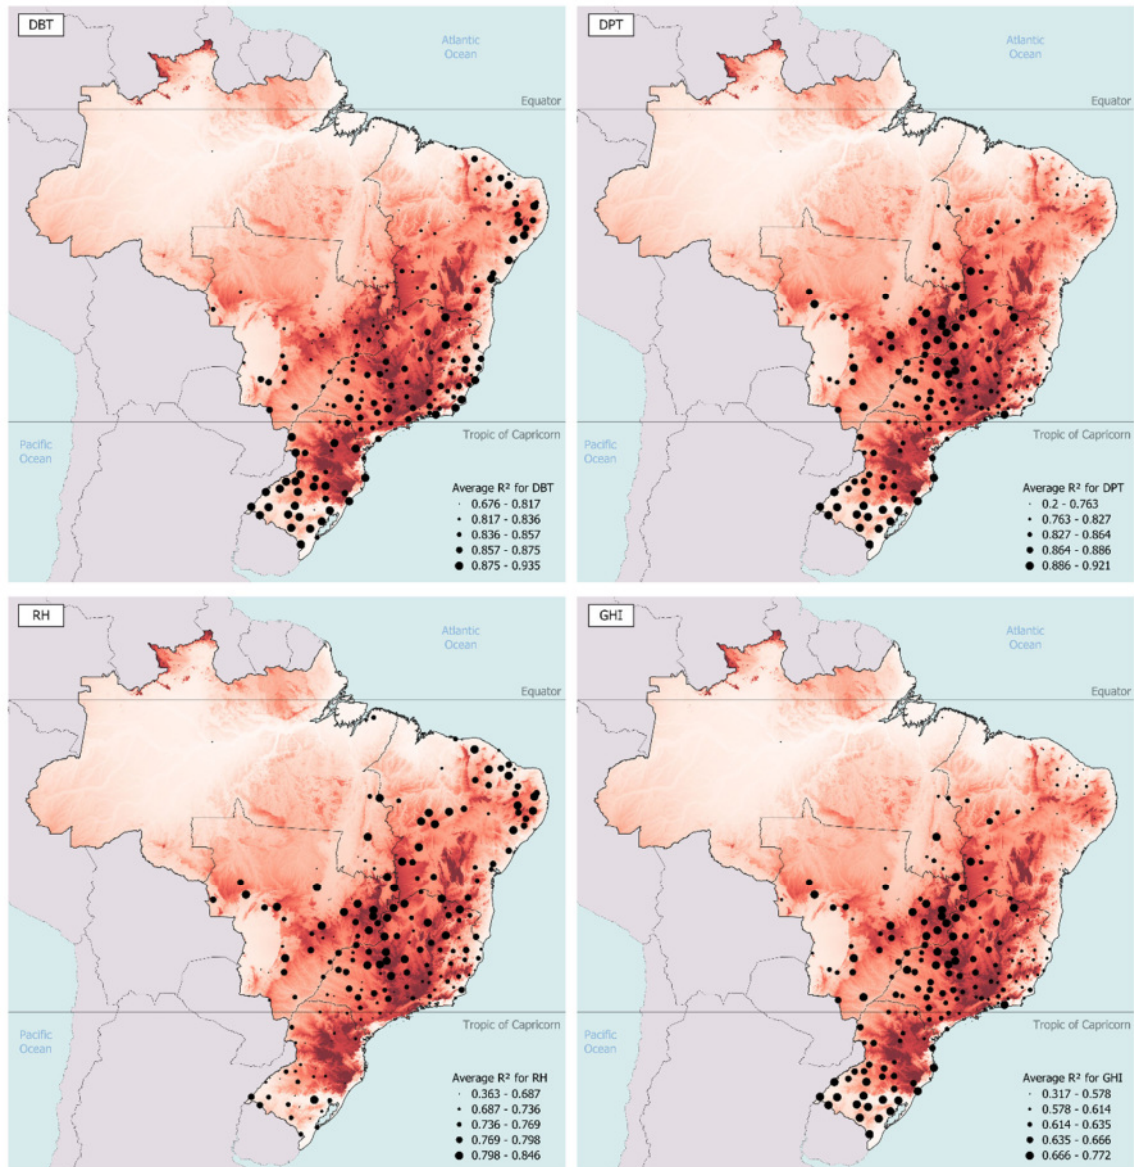 DBT
Atlantic
Ocean
Equator
Tropic of Capricorn
Pacific
Ocean
Average R² for DBT
0.676 - 0.817
0.817 - 0.836
0.836 - 0.857
0.857 - 0.875
0.875 - 0.935
DPT
Atlantic
Ocean
Equator
Tropic of Capricorn
Pacific
Ocean
Average R² for DPT
0.2 - 0.763
0.763 - 0.827
0.827 - 0.864
0.864 - 0.886
0.886 - 0.921
RH
Atlantic
Ocean
Equator
Tropic of Capricorn
Pacific
Ocean
Average R² for RH
0.363 - 0.687
0.687 - 0.736
0.736 - 0.769
0.769 - 0.798
0.798 - 0.846
GHI
Atlantic
Ocean
Equator
Tropic of Capricorn
Pacific
Ocean
Average R² for GHI
0.317 - 0.578
0.578 - 0.614
0.614 - 0.635
0.635 - 0.666
0.666 - 0.772